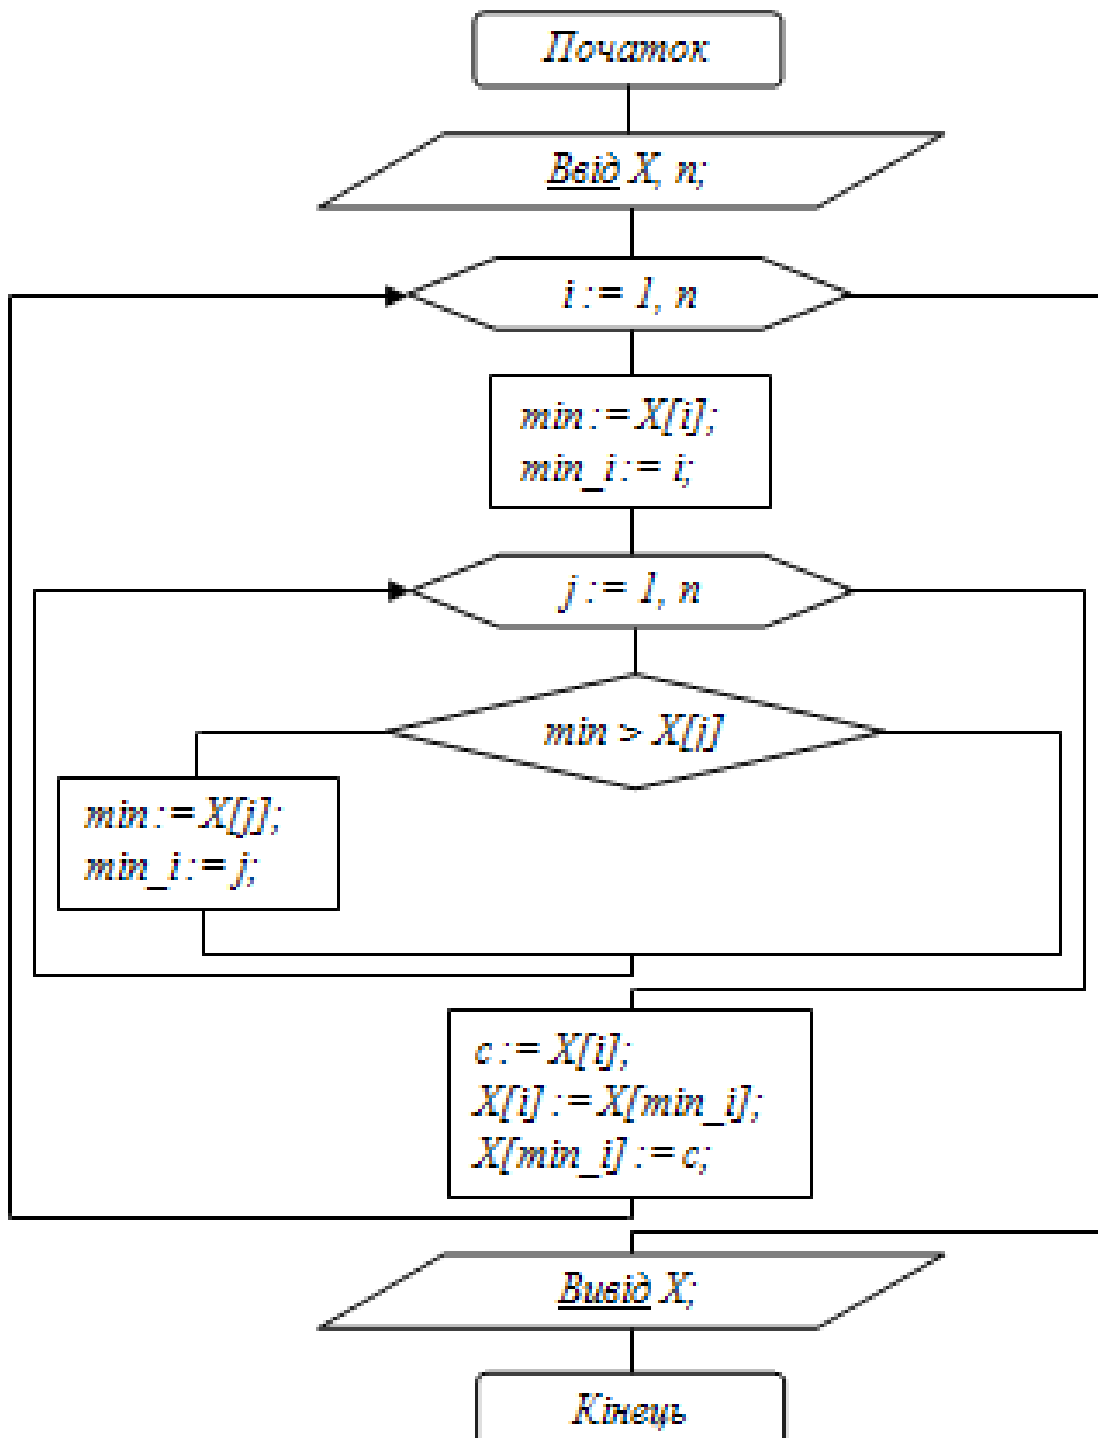 Початок
Ввід X, n;
i := 1, n
min := X[i];
min_i := i;
j := 1, n
min > X[j]
min := X[j];
min_i := j;
c := X[i];
X[i] := X[min_i];
X[min_i] := c;
Вивід X;
Кінець